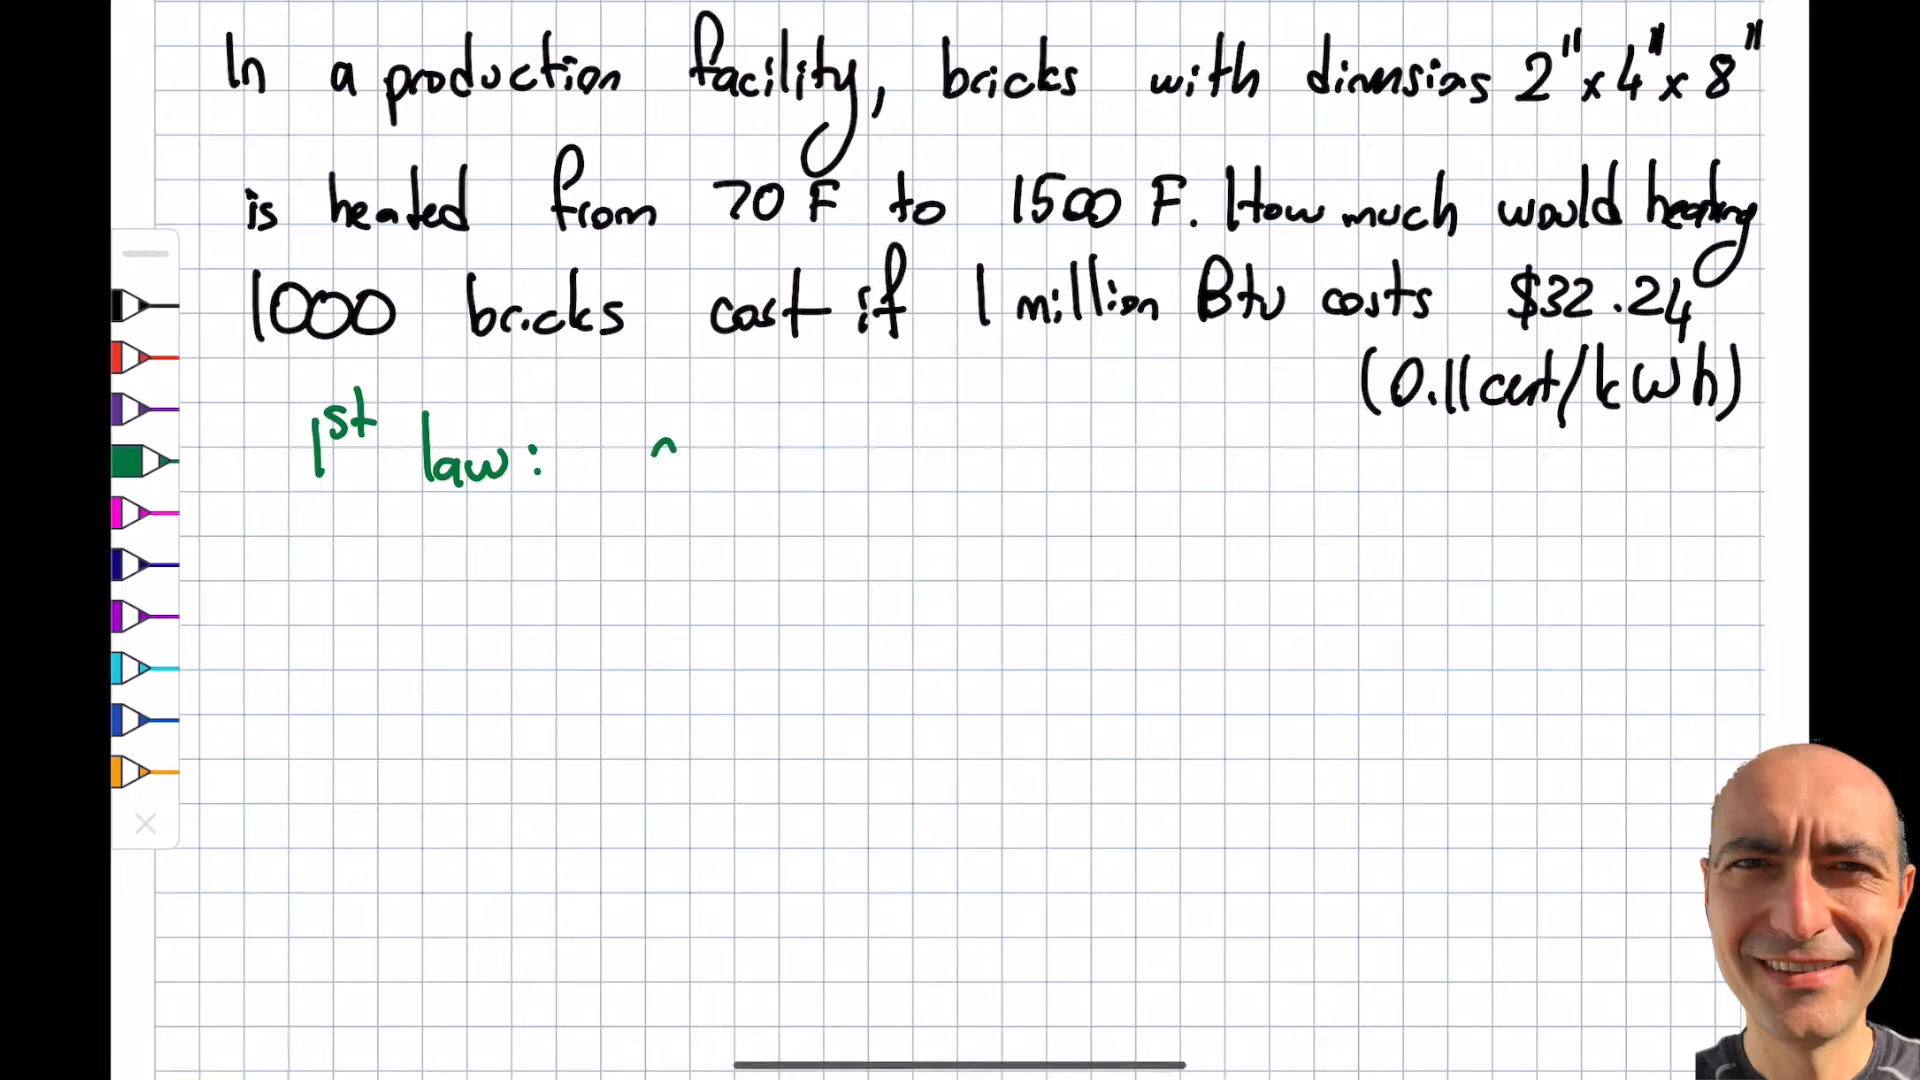 In a production facility, bricks with dimensions 2" x 4" x 8"
is heated from 70 F to 1500 F. How much would heating
1000 bricks cost if 1 million Btu costs $32.24
(0.11 cent/kWh)
1st law: